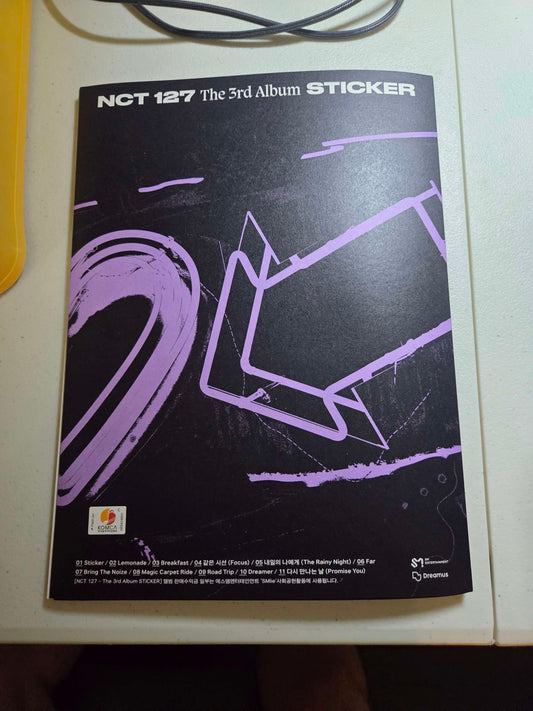 NCT 127 The 3rd Album STICKER
KOMCA
01 Sticker / 02 Lemonade / 03 Breakfast / 04 같은 시선 (Focus) / 05 내일의 나에게 (The Rainy Night) / 06 Far
07 Bring The Noize / 08 Magic Carpet Ride / 09 Road Trip / 10 Dreamer / 11 다시 만나는 날 (Promise You)
[NCT 127 - The 3rd Album STICKER] 앨범 판매수익금 일부는 에스엠엔터테인먼트 'SMile'사회공헌활동에 사용됩니다.
SM
ENTERTAINMENT
Dreamus